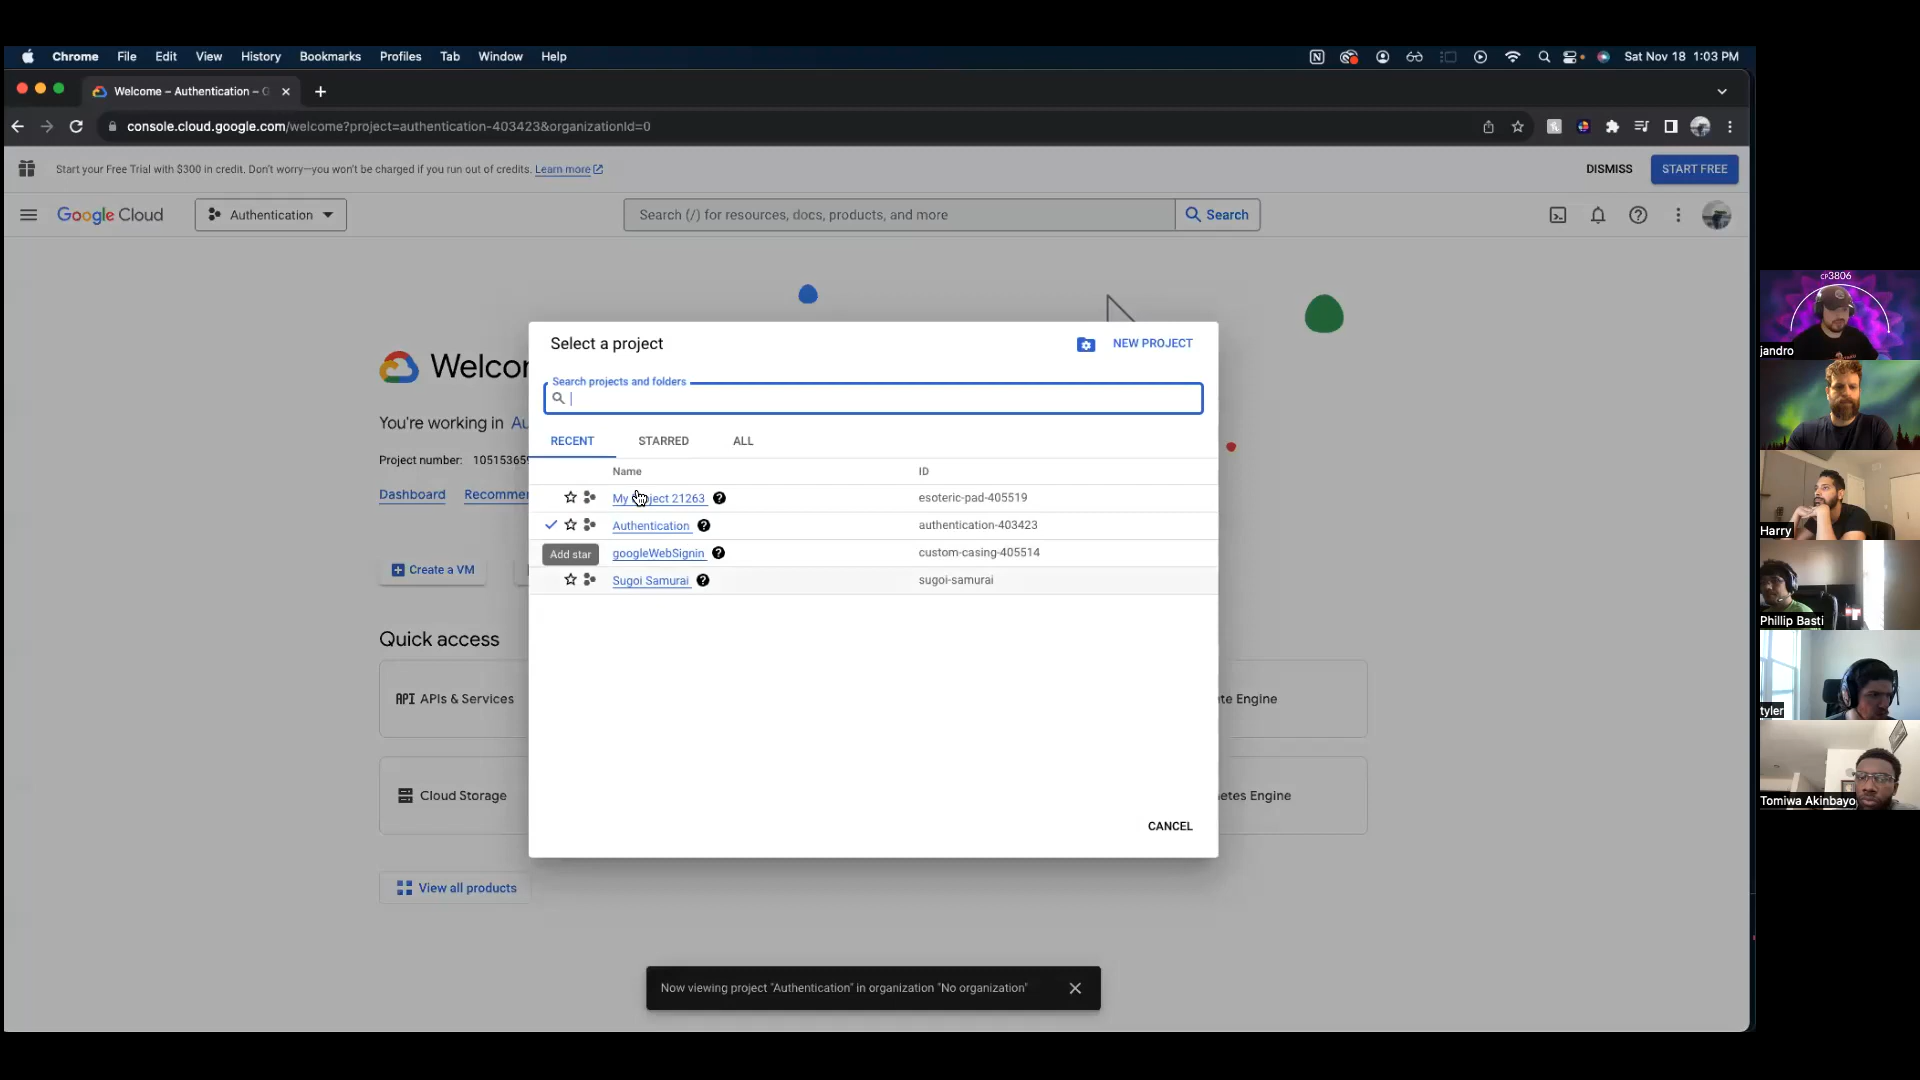 Chrome File Edit View History Bookmarks Profiles Tab Window Help Sat Nov 18 1:03 PM
Welcome – Authentication –
console.cloud.google.com/welcome?project=authentication-403423&organizationId=0
Start your Free Trial with $300 in credit. Don't worry—you won't be charged if you run out of credits. Learn more DISMISS START FREE
Google Cloud Authentication Search (/) for resources, docs, products, and more Search
Welcom
You're working in Au
Project number: 10515365
Dashboard Recommen
Create a VM
Quick access
API APIs & Services
te Engine
Cloud Storage
etes Engine
View all products
Select a project NEW PROJECT
Search projects and folders
RECENT STARRED ALL
Name ID
My Project 21263 esoteric-pad-405519
Authentication authentication-403423
Add star googleWebSignin custom-casing-405514
Sugoi Samurai sugoi-samurai
CANCEL
Now viewing project "Authentication" in organization "No organization"
CP3806
jandro
Harry
Phillip Basti
tyler
Tomiwa Akinbayo